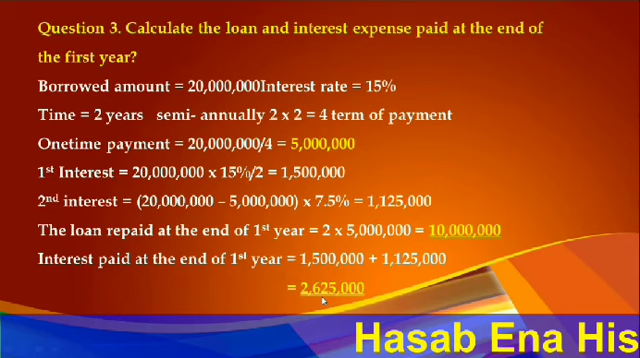 Question 3. Calculate the loan and interest expense paid at the end of
the first year?
Borrowed amount = 20,000,000Interest rate = 15%
Time = 2 years semi- annually 2 x 2 = 4 term of payment
Onetime payment = 20,000,000/4 = 5,000,000
1st Interest = 20,000,000 x 15%/2 = 1,500,000
2nd interest = (20,000,000 – 5,000,000) x 7.5% = 1,125,000
The loan repaid at the end of 1st year = 2 x 5,000,000 = 10,000,000
Interest paid at the end of 1st year = 1,500,000 + 1,125,000
= 2,625,000
Hasab Ena His